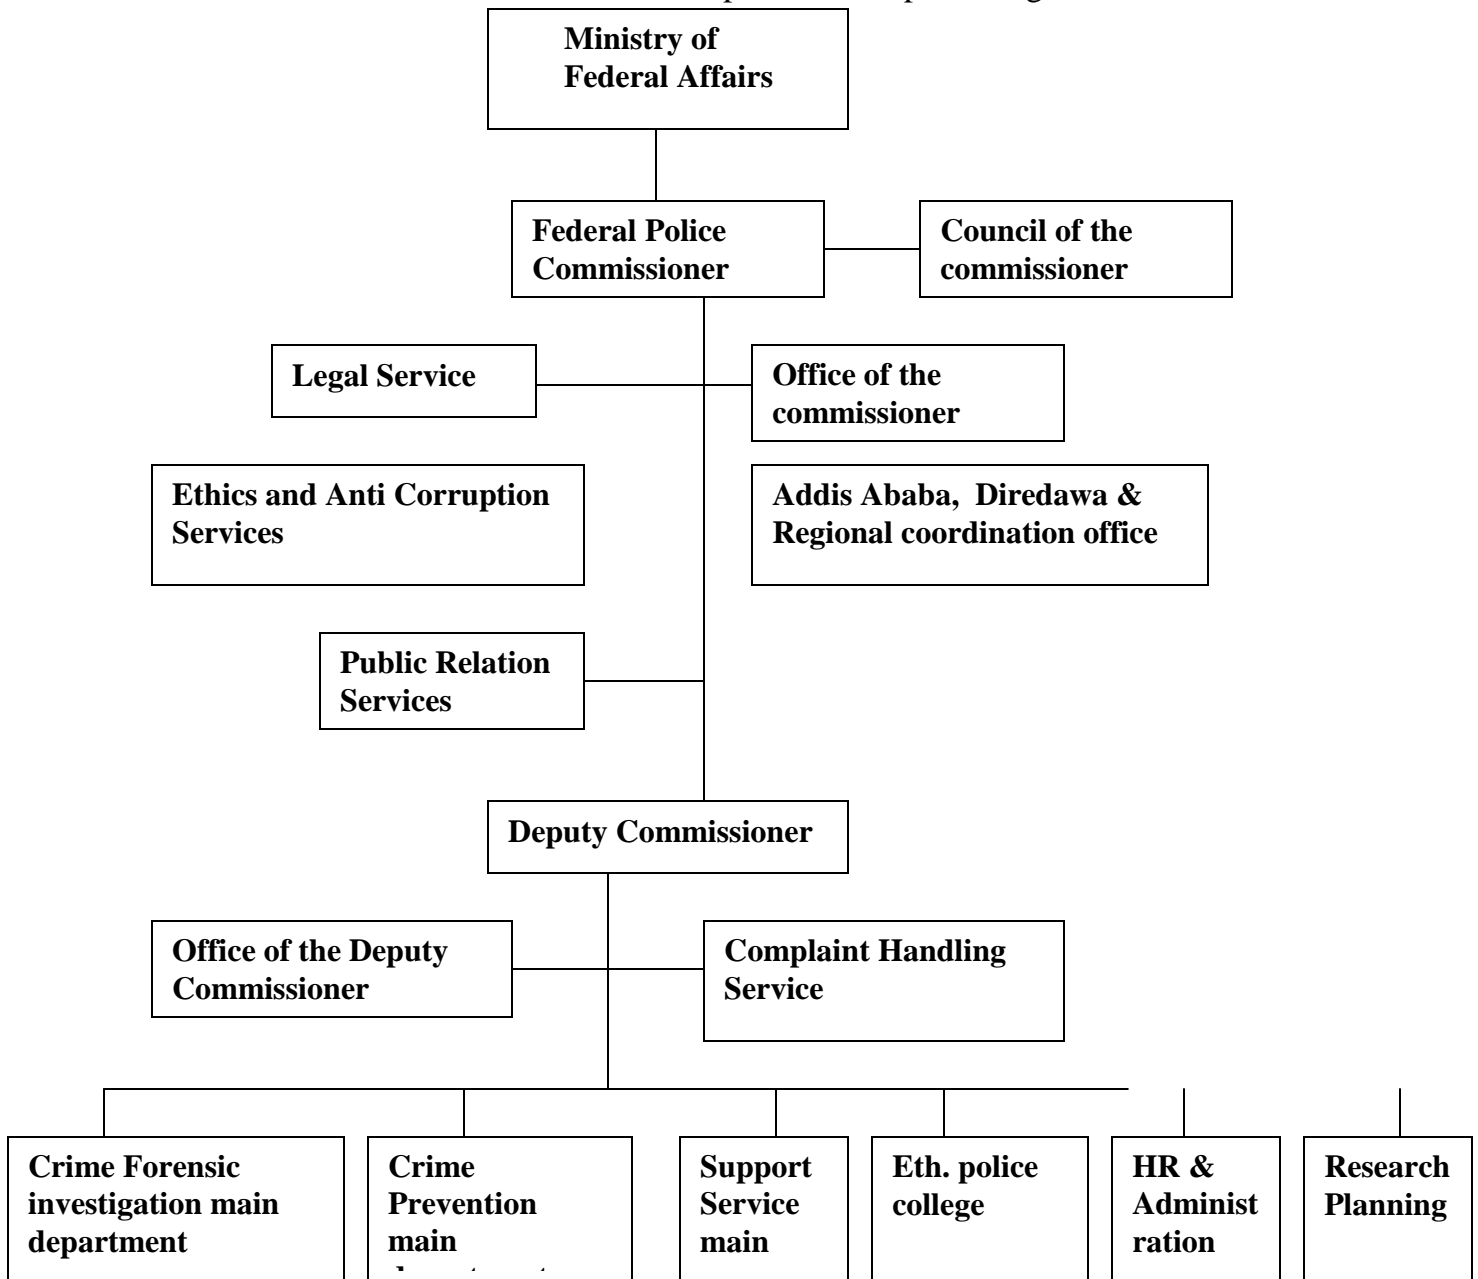 Ministry of
Federal Affairs
Federal Police
Commissioner
Council of the
commissioner
Legal Service
Office of the
commissioner
Ethics and Anti Corruption
Services
Addis Ababa,  Diredawa &
Regional coordination office
Public Relation
Services
Deputy Commissioner
Office of the Deputy
Commissioner
Complaint Handling
Service
Crime Forensic
investigation main
department
Crime
Prevention
main
Support
Service
main
Eth. police
college
HR &
Administ
ration
Research
Planning